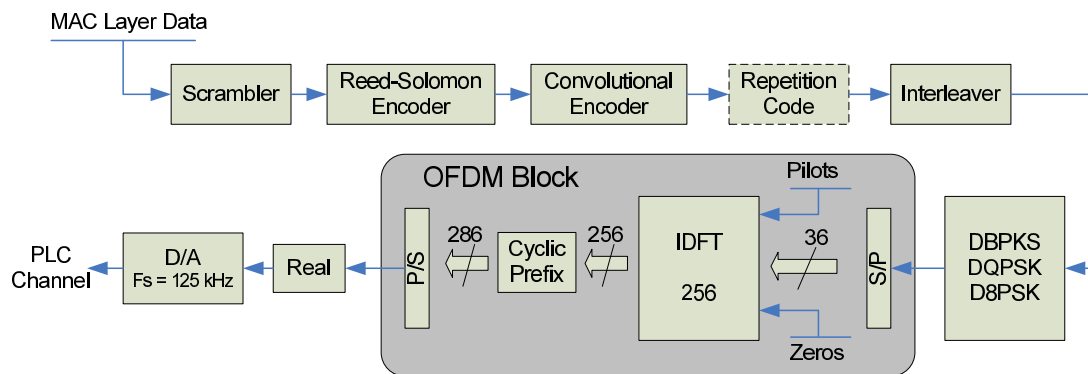 MAC Layer Data
Scrambler
Reed-Solomon
Encoder
Convolutional
Encoder
Repetition
Code
Interleaver
OFDM Block
Pilots
PLC
Channel
D/A
Fs = 125 kHz
Real
P/S
286
Cyclic
Prefix
256
IDFT
256
36
S/P
DBPKS
DQPSK
D8PSK
Zeros